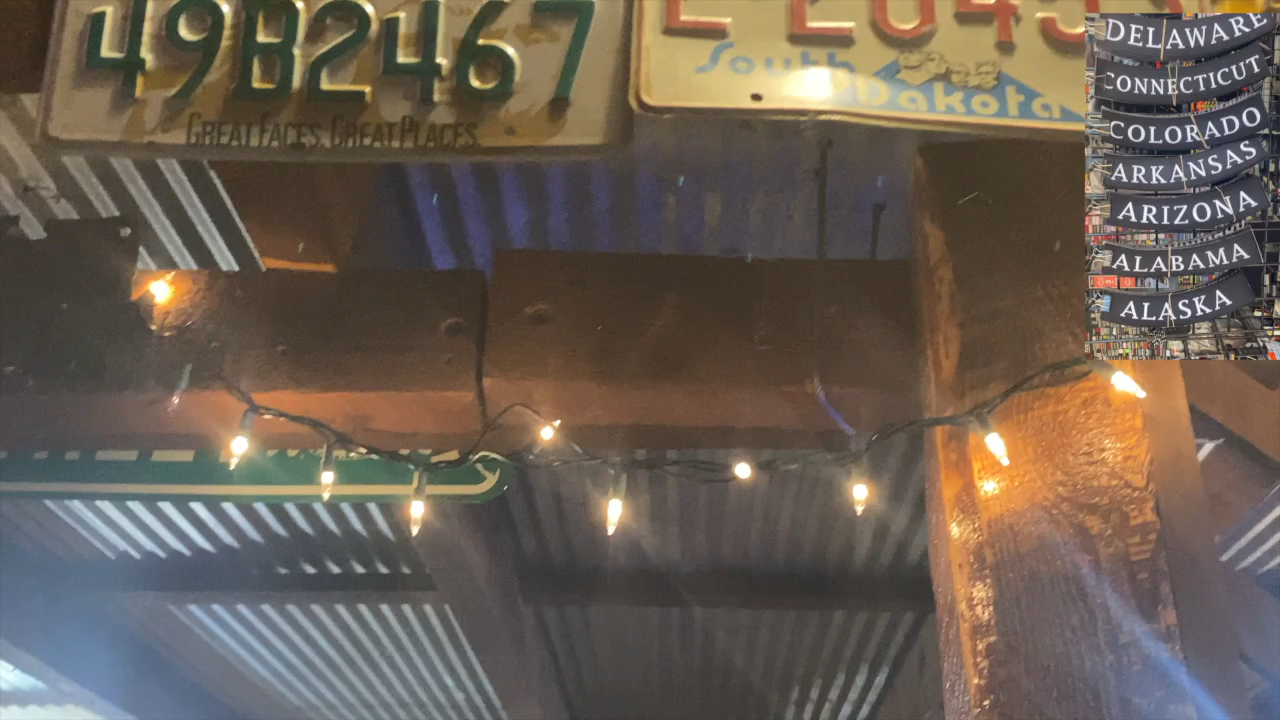 49B2467
GREAT FACES. GREAT PLACES.
South Dakota
DELAWARE
CONNECTICUT
COLORADO
ARKANSAS
ARIZONA
ALABAMA
ALASKA